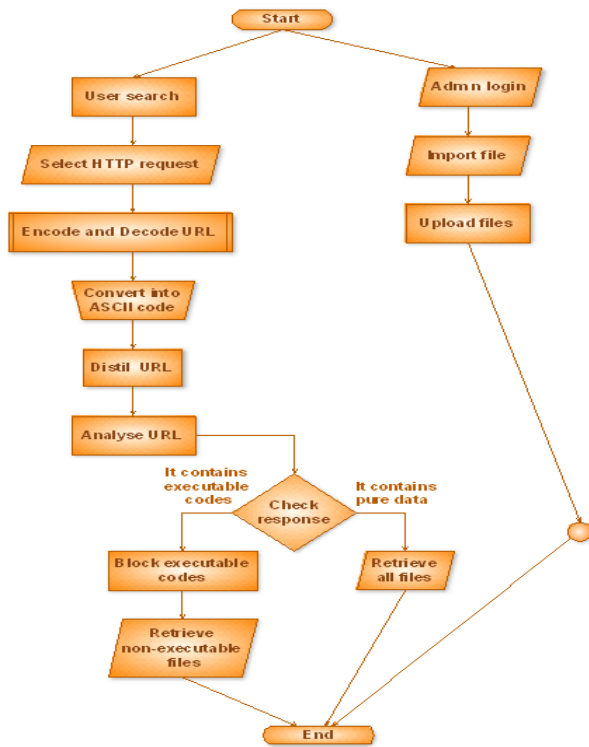 Start
User search
Select HTTP request
Encode and Decode URL
Convert into
ASCII code
Distil URL
Analyse URL
It contains
executable
codes
Check
response
It contains
pure data
Block executable
codes
Retrieve
all files
Retrieve
non-executable
files
Admn login
Import file
Upload files
End